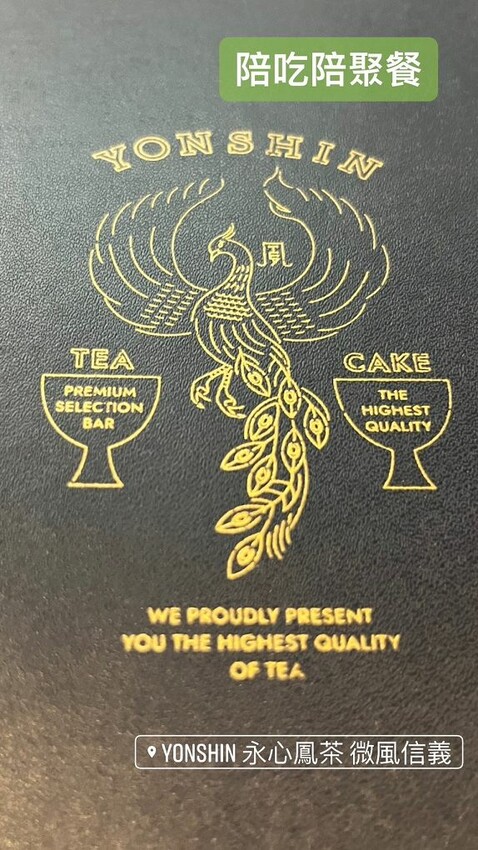 陪吃陪聚餐
YONSHIN
鳳
TEA
PREMIUM
SELECTION
BAR
CAKE
THE
HIGHEST
QUALITY
WE PROUDLY PRESENT
YOU THE HIGHEST QUALITY
OF TEA
YONSHIN 永心鳳茶 微風信義